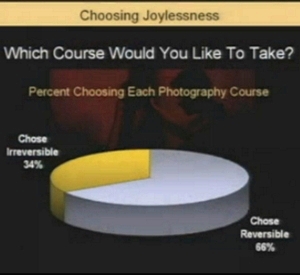 Choosing Joylessness
Which Course Would You Like To Take?
Percent Choosing Each Photography Course
Chose
Irreversible
34%
Chose
Reversible
66%